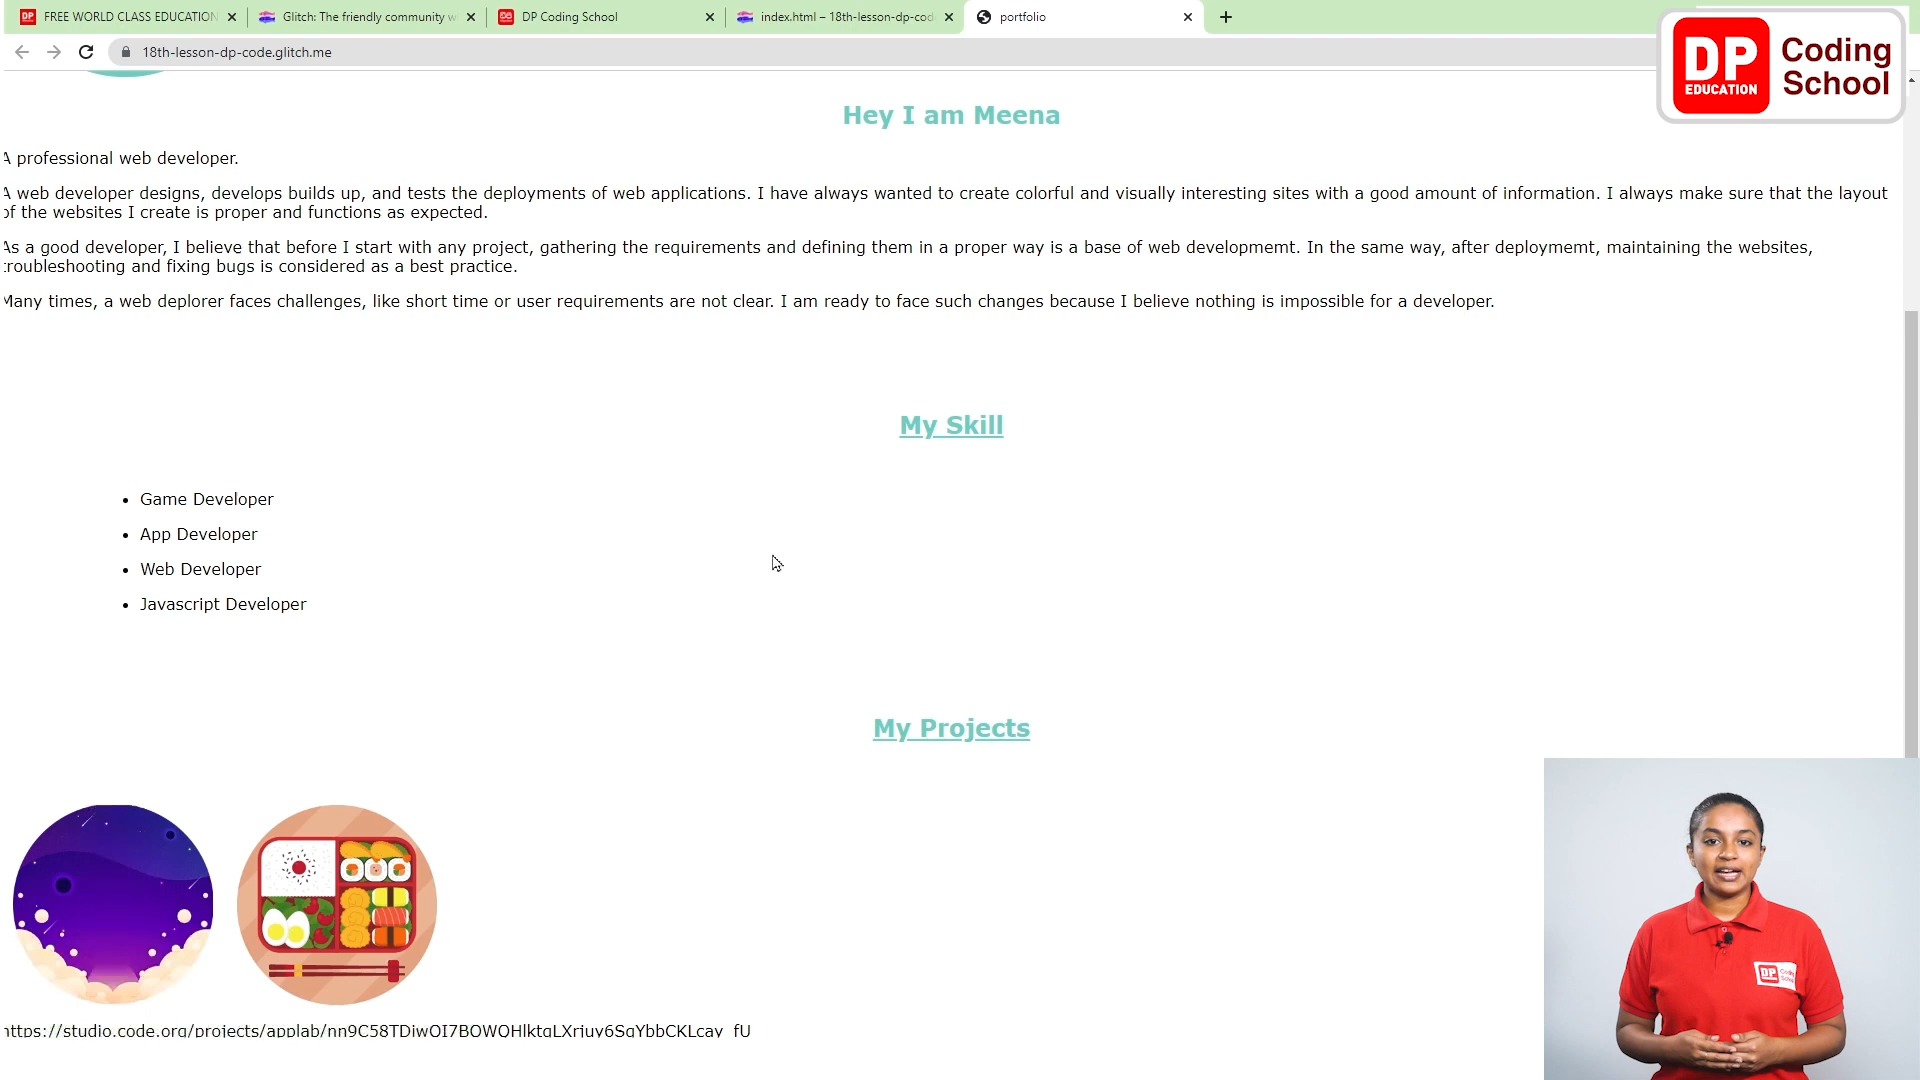 FREE WORLD CLASS EDUCATION
Glitch: The friendly community w
DP Coding School
index.html – 18th-lesson-dp-cod
portfolio
18th-lesson-dp-code.glitch.me
DP
EDUCATION
Coding
School
Hey I am Meena
A professional web developer.
A web developer designs, develops builds up, and tests the deployments of web applications. I have always wanted to create colorful and visually interesting sites with a good amount of information. I always make sure that the layout
of the websites I create is proper and functions as expected.
As a good developer, I believe that before I start with any project, gathering the requirements and defining them in a proper way is a base of web developmemt. In the same way, after deploymemt, maintaining the websites,
troubleshooting and fixing bugs is considered as a best practice.
Many times, a web deplorer faces challenges, like short time or user requirements are not clear. I am ready to face such changes because I believe nothing is impossible for a developer.
My Skill
• Game Developer
• App Developer
• Web Developer
• Javascript Developer
My Projects
DP